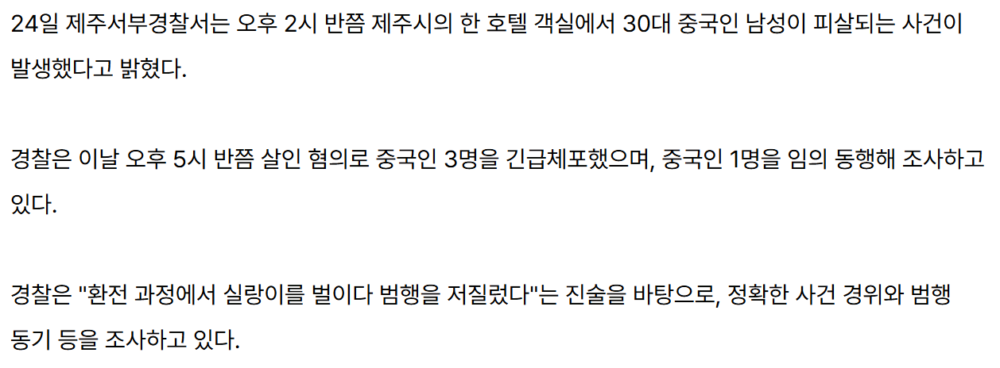 24일 제주서부경찰서는 오후 2시 반쯤 제주시의 한 호텔 객실에서 30대 중국인 남성이 피살되는 사건이
발생했다고 밝혔다.
경찰은 이날 오후 5시 반쯤 살인 혐의로 중국인 3명을 긴급체포했으며, 중국인 1명을 임의 동행해 조사하고
있다.
경찰은 "환전 과정에서 실랑이를 벌이다 범행을 저질렀다"는 진술을 바탕으로, 정확한 사건 경위와 범행
동기 등을 조사하고 있다.